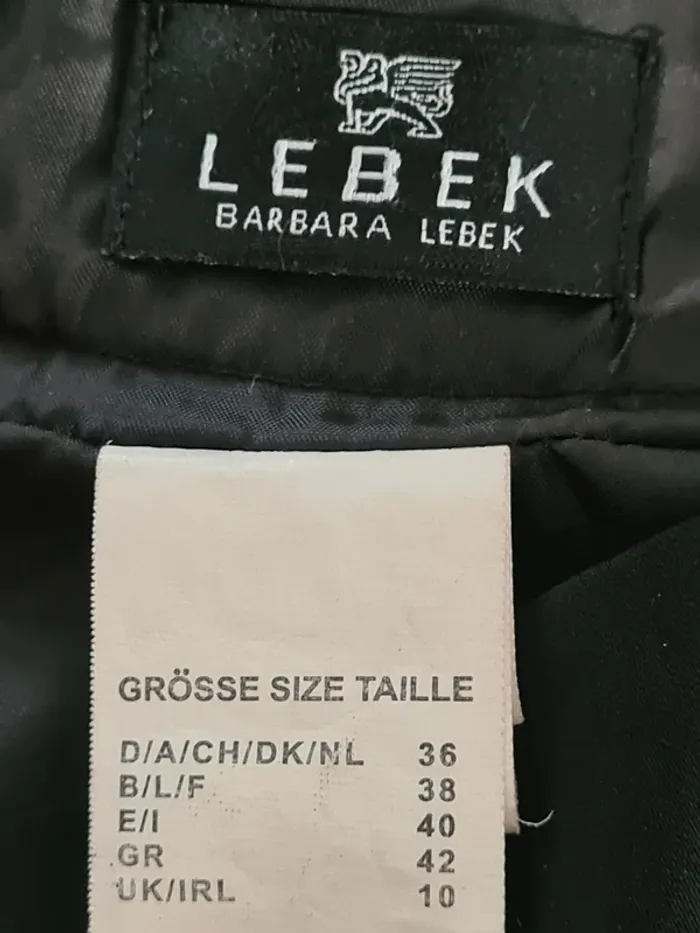 LEBEK
BARBARA LEBEK
GRÖSSE SIZE TAILLE
D/A/CH/DK/NL 36
B/L/F 38
E/I 40
GR 42
UK/IRL 10